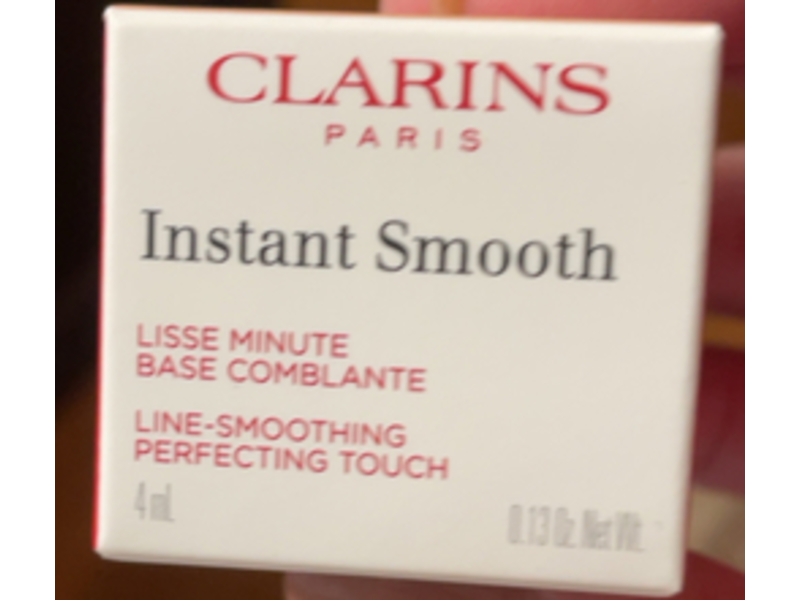 CLARINS
PARIS
Instant Smooth
LISSE MINUTE
BASE COMBLANTE
LINE-SMOOTHING
PERFECTING TOUCH
4 mL 0.13 Oz. Net Wt.